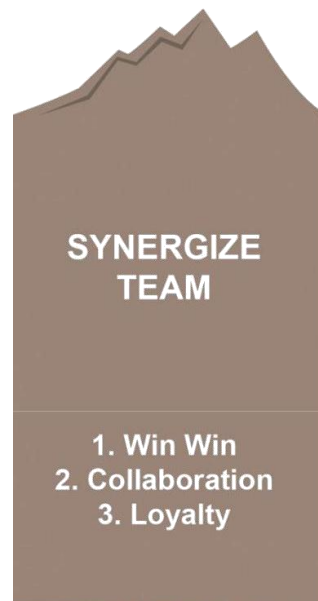 SYNERGIZE
TEAM
1. Win Win
2. Collaboration
3. Loyalty